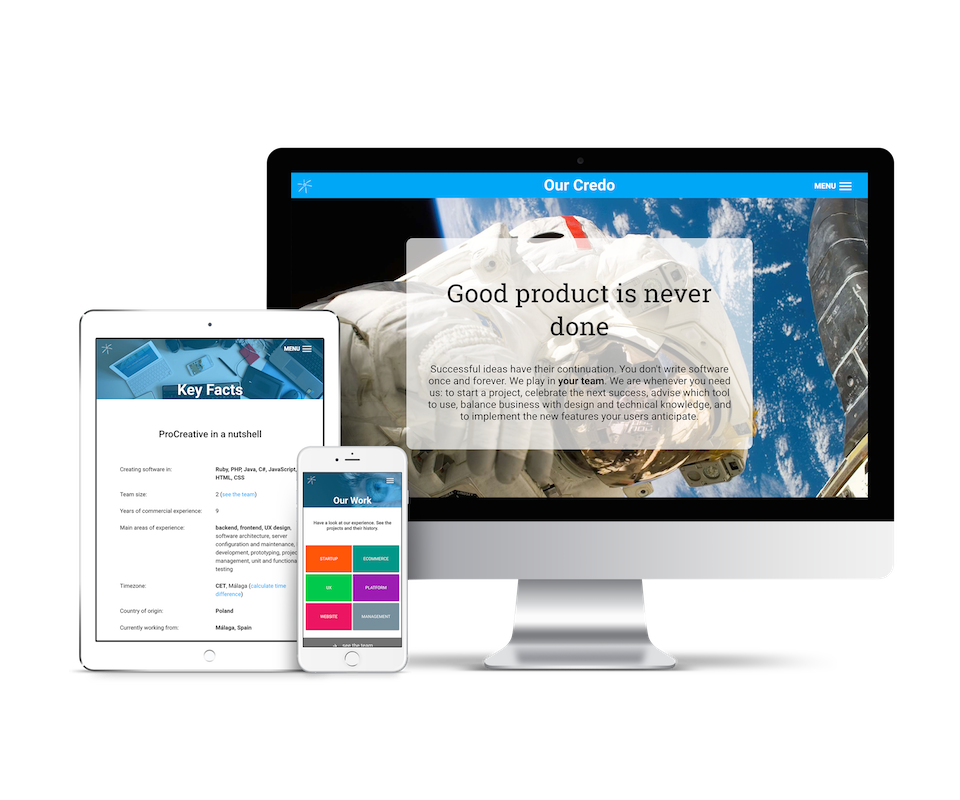 Our Credo
MENU
Good product is never
done
Successful ideas have their continuation. You don't write software
once and forever. We play in your team. We are whenever you need
us: to start a project, celebrate the next success, advise which tool
to use, balance business with design and technical knowledge, and
to implement the new features your users anticipate.
MENU
Key Facts
ProCreative in a nutshell
Creating software in: Ruby, PHP, Java, C#, JavaScript,
HTML, CSS
Team size: 2 (see the team)
Years of commercial experience: 9
Main areas of experience: backend, frontend, UX design,
software architecture, server
configuration and maintenance,
development, prototyping,
management, unit and
testing
Timezone: CET, Málaga (calculate time
difference)
Country of origin: Poland
Currently working from: Málaga, Spain
Our Work
Have a look at our experience. See the
projects and their history.
STARTUP ECOMMERCE
UX PLATFORM
WEBSITE MANAGEMENT
see the team